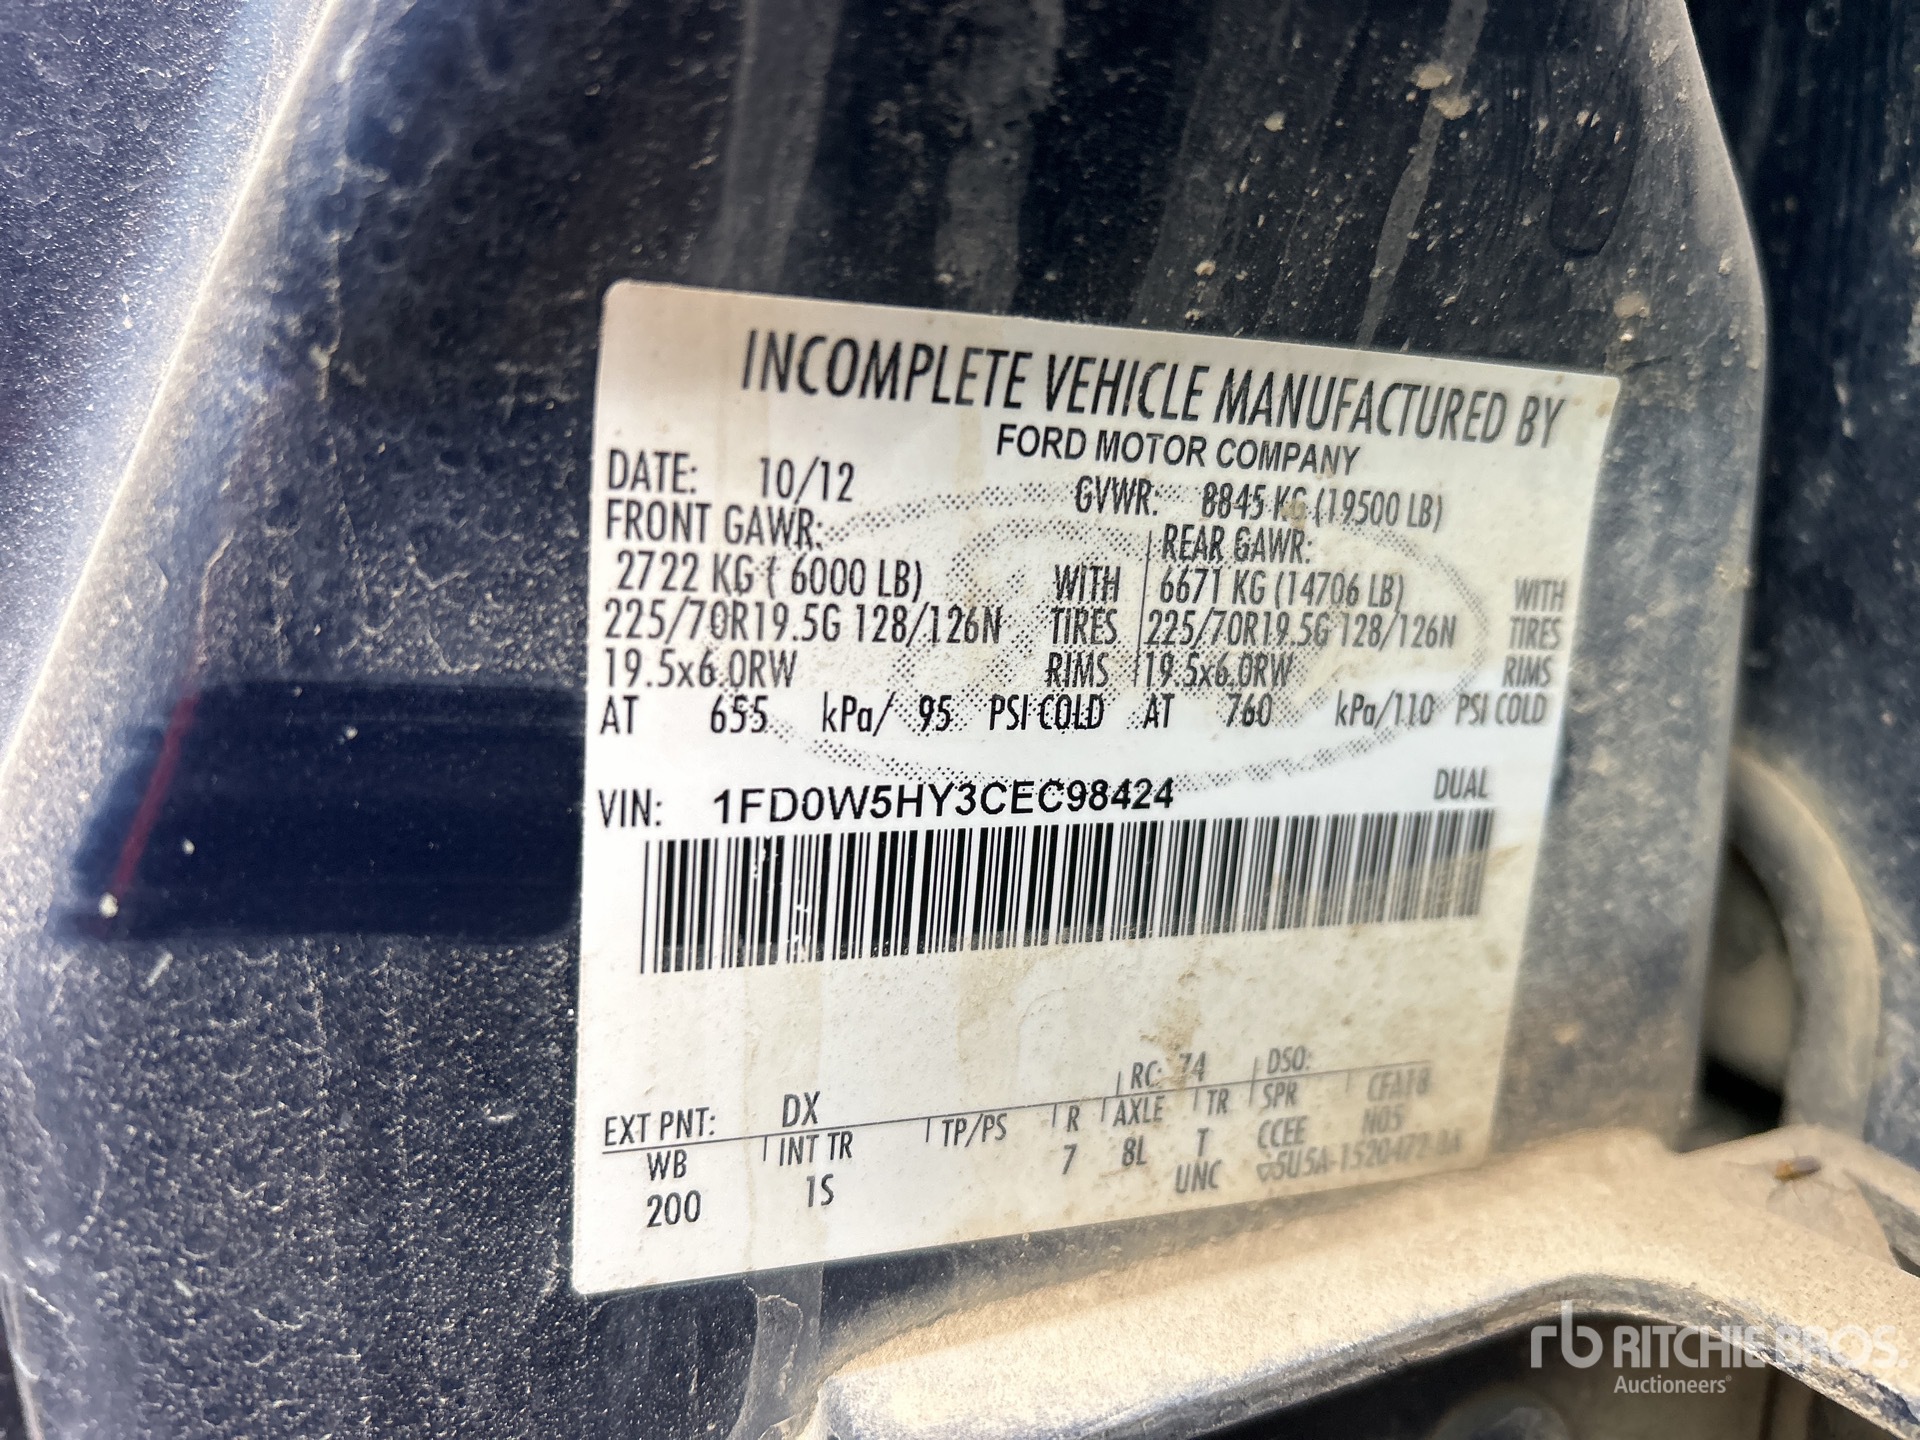 INCOMPLETE VEHICLE MANUFACTURED BY
FORD MOTOR COMPANY
DATE: 10/12 GVWR: 8845 KG (19500 LB)
FRONT GAWR: REAR GAWR:
2722 KG ( 6000 LB) WITH 6671 KG (14706 LB) WITH
225/70R19.5G 128/126N TIRES 225/70R19.5G 128/126N TIRES
19.5x6.0RW RIMS 19.5x6.0RW RIMS
AT 655 kPa/ 95 PSI COLD AT 760 kPa/110 PSI COLD
VIN: 1FD0W5HY3CEC98424 DUAL
EXT PNT: DX RC: 74 DSO:
WB INT TR TP/PS R AXLE TR SPR CFA18
200 1S 7 8L T CCEE N05
UNC 5U5A-1520472-BA
rb RITCHIE BROS.
Auctioneers